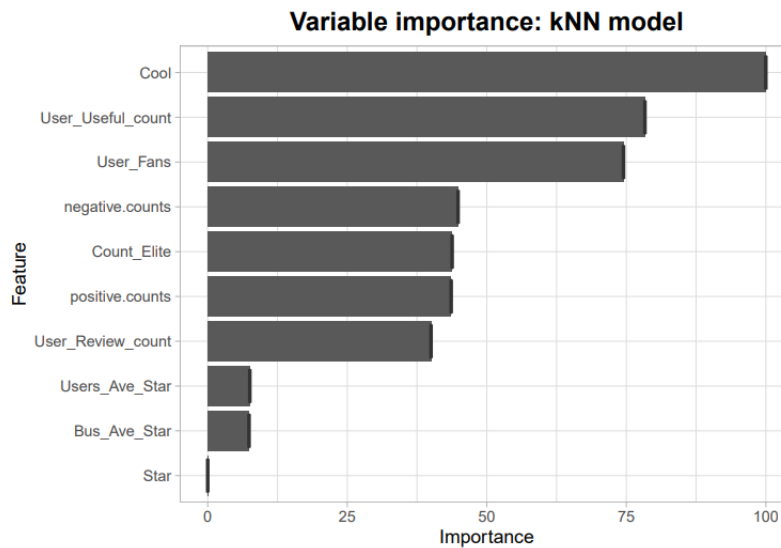 Variable importance: kNN model
Cool
User_Useful_count
User_Fans
negative.counts
Count_Elite
positive.counts
User_Review_count
Users_Ave_Star
Bus_Ave_Star
Star
Feature
0 25 50 75 100
Importance